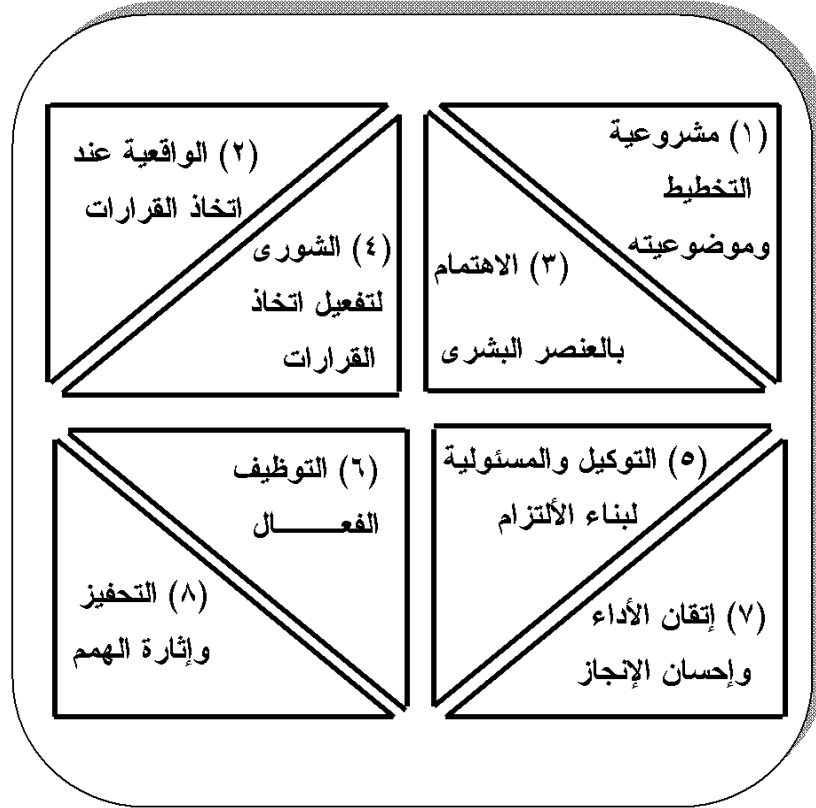 (١) مشروعية
التخطيط
وموضوعيته
(٢) الواقعية عند
اتخاذ القرارات
(٣) الاهتمام
بالعنصر البشرى
(٤) الشورى
لتفعيل اتخاذ
القرارات
(٥) التوكيل والمسئولية
لبناء الألتزام
(٦) التوظيف
الفعـــــال
(٧) إتقان الأداء
وإحسان الإنجاز
(٨) التحفيز
وإثارة الهمم